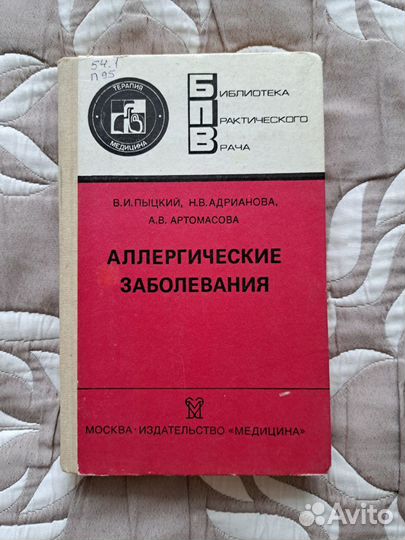 54.1
П95
ТЕРАПИЯ
МЕДИЦИНА
БИБЛИОТЕКА
ПРАКТИЧЕСКОГО
ВРАЧА
В.И.ПЫЦКИЙ, Н.В.АДРИАНОВА,
А.В. АРТОМАСОВА
АЛЛЕРГИЧЕСКИЕ
ЗАБОЛЕВАНИЯ
МОСКВА·ИЗДАТЕЛЬСТВО «МЕДИЦИНА»
Avito